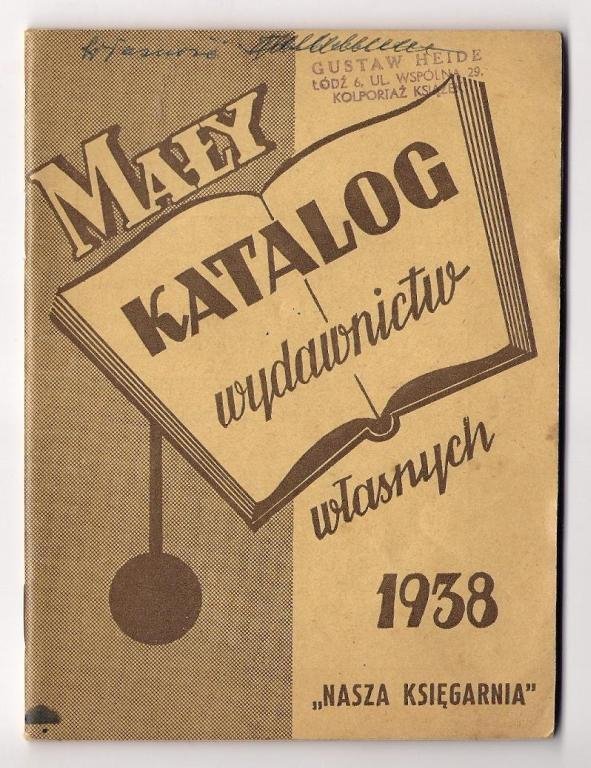 GUSTAW HEIDE
ŁÓDŹ 6, UL. WSPÓLNA 29.
KOLPORTAŻ KSIĄŻEK
MAŁY
KATALOG
wydawnictw
własnych
1938
„NASZA KSIĘGARNIA”